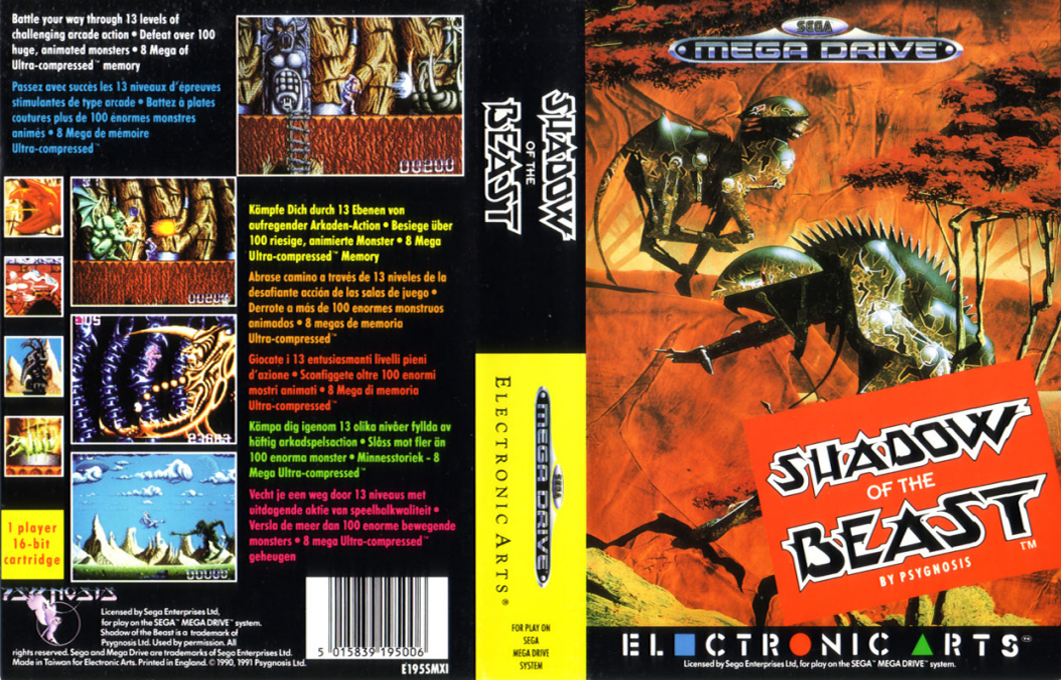 Battle your way through 13 levels of
challenging arcade action • Defeat over 100
huge, animated monsters • 8 Mega of
Ultra-compressed™ memory
Passez avec succès les 13 niveaux d'épreuves
stimulantes de type arcade • Battez à plates
coutures plus de 100 énormes monstres
animés • 8 Mega de mémoire
Ultra-compressed™
00200
Kämpfe Dich durch 13 Ebenen von
aufregender Arkaden-Action • Besiege über
100 riesige, animierte Monster • 8 Mega
Ultra-compressed™ Memory
Abrase camino a través de 13 niveles de la
desafiante acción de las salas de juego •
Derrote a más de 100 enormes monstruos
animados • 8 megas de memoria
Ultra-compressed™
Giocate i 13 entusiasmanti livelli pieni
d'azione • Sconfiggete oltre 100 enormi
mostri animati • 8 Mega di memoria
Ultra-compressed™
Kämpa dig igenom 13 olika nivåer fyllda av
häftig arkadspelsaction • Slåss mot fler än
100 enorma monster • Minnesstoriek - 8
Mega Ultra-compressed™
Vecht je een weg door 13 niveaus met
uitdagende aktie van speelhalkwaliteit •
Versla de meer dan 100 enorme bewegende
monsters • 8 mega Ultra-compressed™
geheugen
00000
1 player
16-bit
cartridge
PSYGNOSIS
Licensed by Sega Enterprises Ltd,
for play on the SEGA™ MEGA DRIVE™ system.
Shadow of the Beast is a trademark of
Psygnosis Ltd. Used by permission. All
rights reserved. Sega and Mega Drive are trademarks of Sega Enterprises Ltd.
Made in Taiwan for Electronic Arts. Printed in England. © 1990, 1991 Psygnosis Ltd.
5 015839 195006
E195SMXI
SHADOW
OF THE
BEAST
ELECTRONIC ARTS®
SEGA
MEGA DRIVE
FOR PLAY ON
SEGA
MEGA DRIVE
SYSTEM
SEGA
MEGA DRIVE
SHADOW
OF THE
BEAST™
BY PSYGNOSIS
ELECTRONIC ARTS™
Licensed by Sega Enterprises Ltd, for play on the SEGA™ MEGA DRIVE™ system.